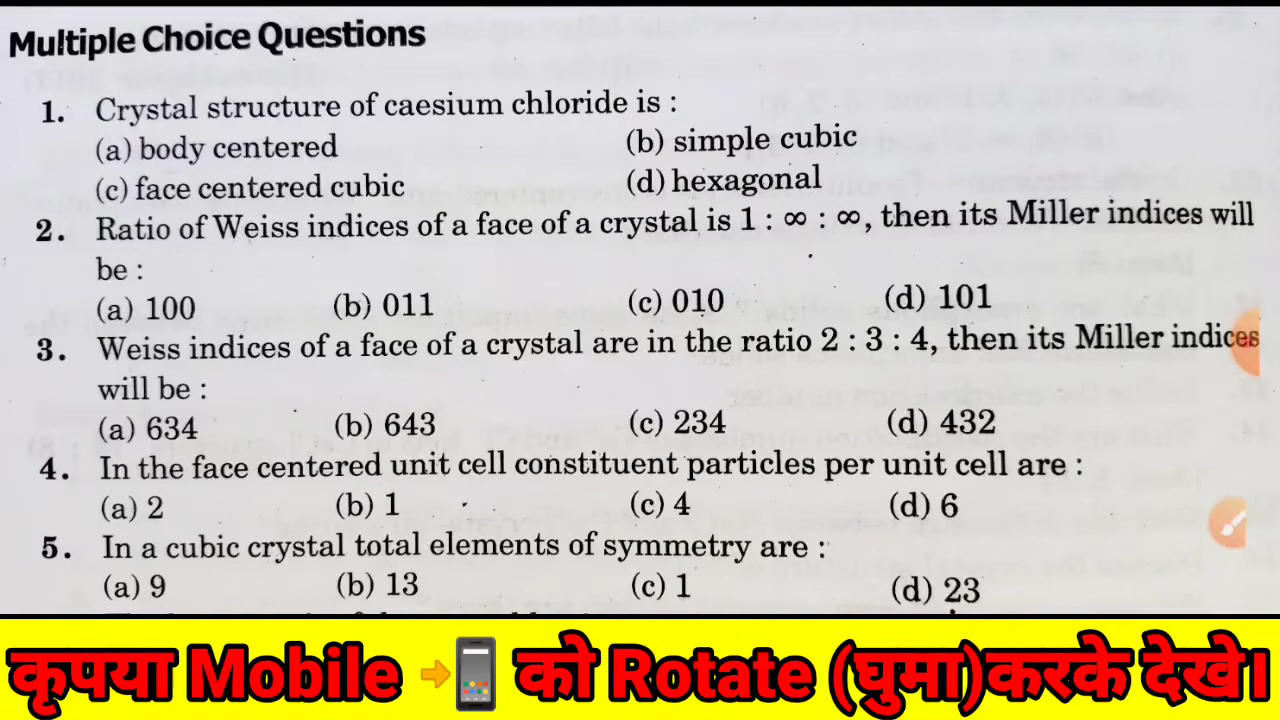 Multiple Choice Questions
1. Crystal structure of caesium chloride is :
(a) body centered (b) simple cubic
(c) face centered cubic (d) hexagonal
2. Ratio of Weiss indices of a face of a crystal is 1 : ∞ : ∞, then its Miller indices will
be :
(a) 100 (b) 011 (c) 010 (d) 101
3. Weiss indices of a face of a crystal are in the ratio 2 : 3 : 4, then its Miller indices
will be :
(a) 634 (b) 643 (c) 234 (d) 432
4. In the face centered unit cell constituent particles per unit cell are :
(a) 2 (b) 1 (c) 4 (d) 6
5. In a cubic crystal total elements of symmetry are :
(a) 9 (b) 13 (c) 1 (d) 23
कृपया Mobile को Rotate (घुमा)करके देखे।